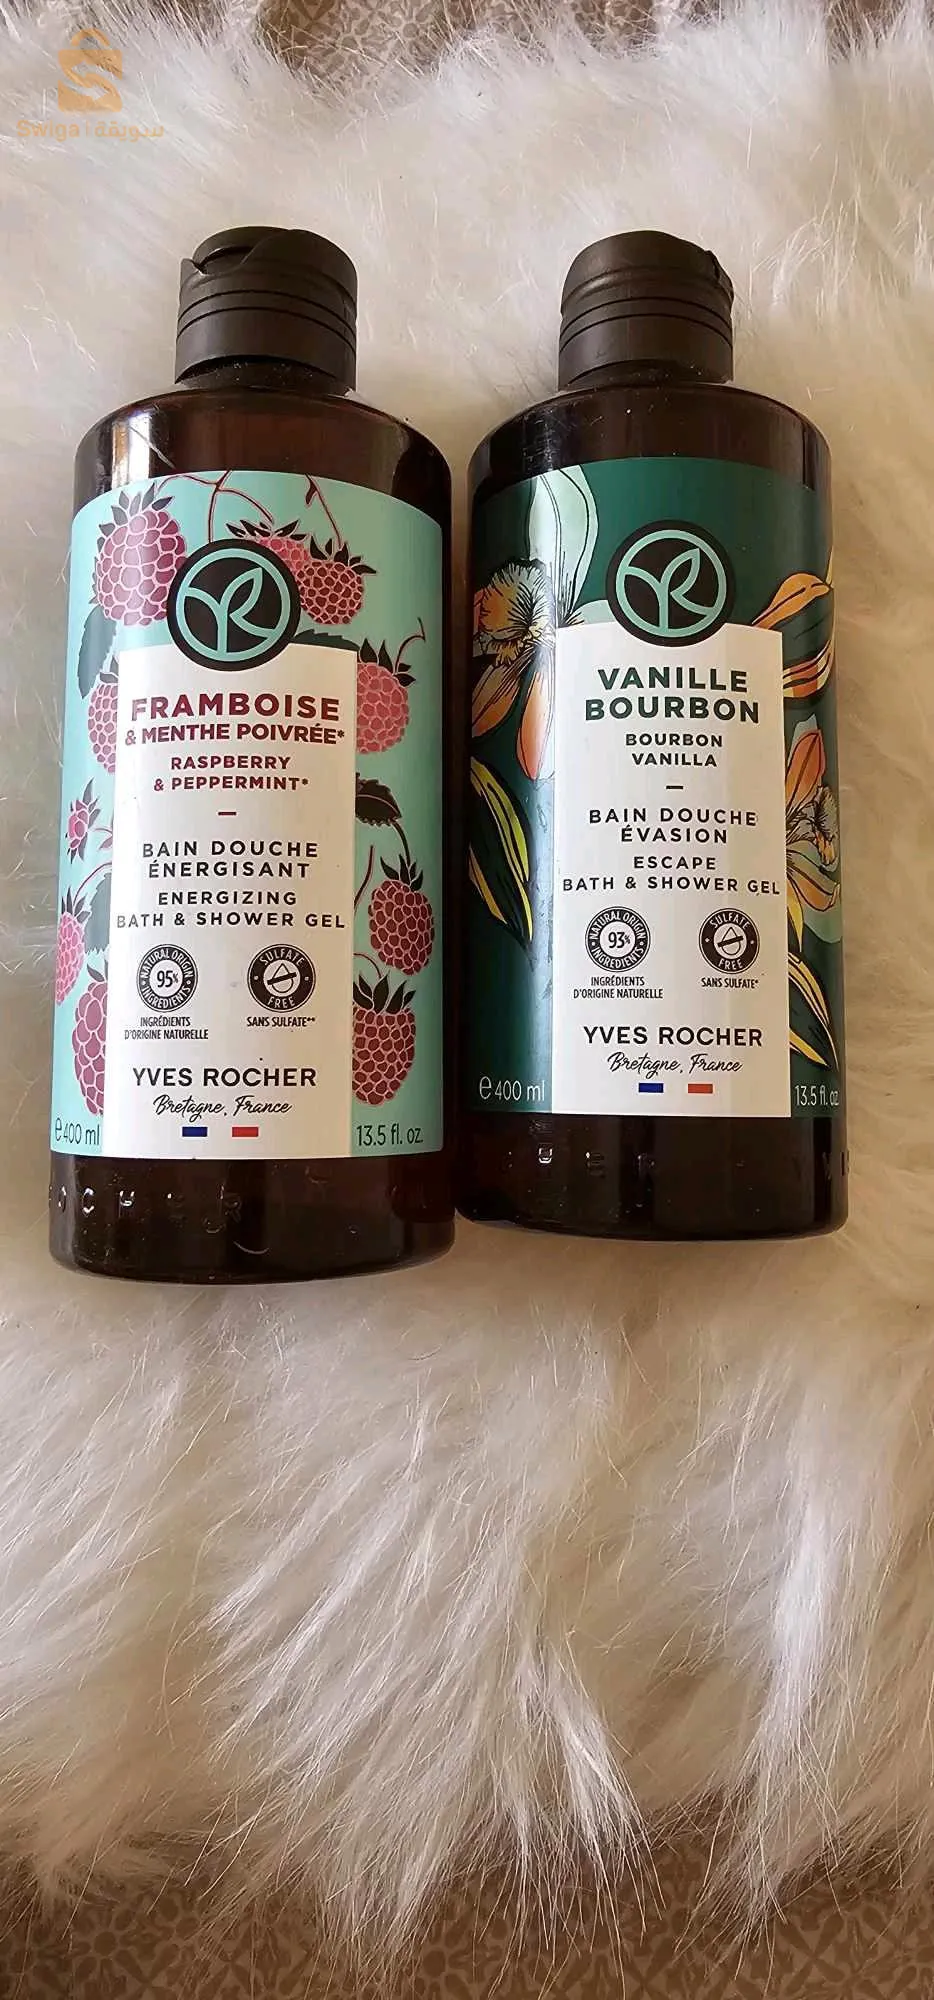 Swiga سويقة
YR
FRAMBOISE
& MENTHE POIVRÉE*
RASPBERRY
& PEPPERMINT*
BAIN DOUCHE
ÉNERGISANT
ENERGIZING
BATH & SHOWER GEL
NATURAL ORIGIN
95%
INGREDIENTS
INGRÉDIENTS
D'ORIGINE NATURELLE
SULFATE
FREE
SANS SULFATE**
YVES ROCHER
Bretagne, France
e 400 ml
13.5 fl. oz.
YR
VANILLE
BOURBON
BOURBON
VANILLA
BAIN DOUCHE
ÉVASION
ESCAPE
BATH & SHOWER GEL
NATURAL ORIGIN
93%
INGREDIENTS
INGRÉDIENTS
D'ORIGINE NATURELLE
SULFATE
FREE
SANS SULFATE*
YVES ROCHER
Bretagne, France
e 400 ml
13.5 fl. oz